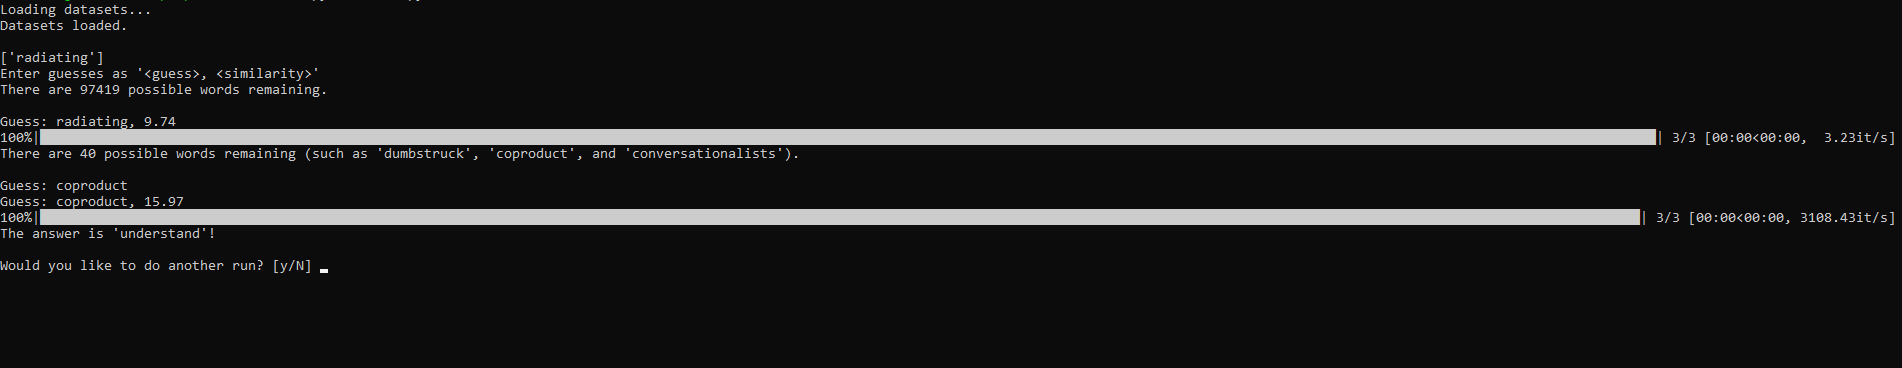 Loading datasets...
Datasets loaded.
['radiating']
Enter guesses as '<guess>, <similarity>'
There are 97419 possible words remaining.
Guess: radiating, 9.74
100%| | 3/3 [00:00<00:00, 3.23it/s]
There are 40 possible words remaining (such as 'dumbstruck', 'coproduct', and 'conversationalists').
Guess: coproduct
Guess: coproduct, 15.97
100%| | 3/3 [00:00<00:00, 3108.43it/s]
The answer is 'understand'!
Would you like to do another run? [y/N]